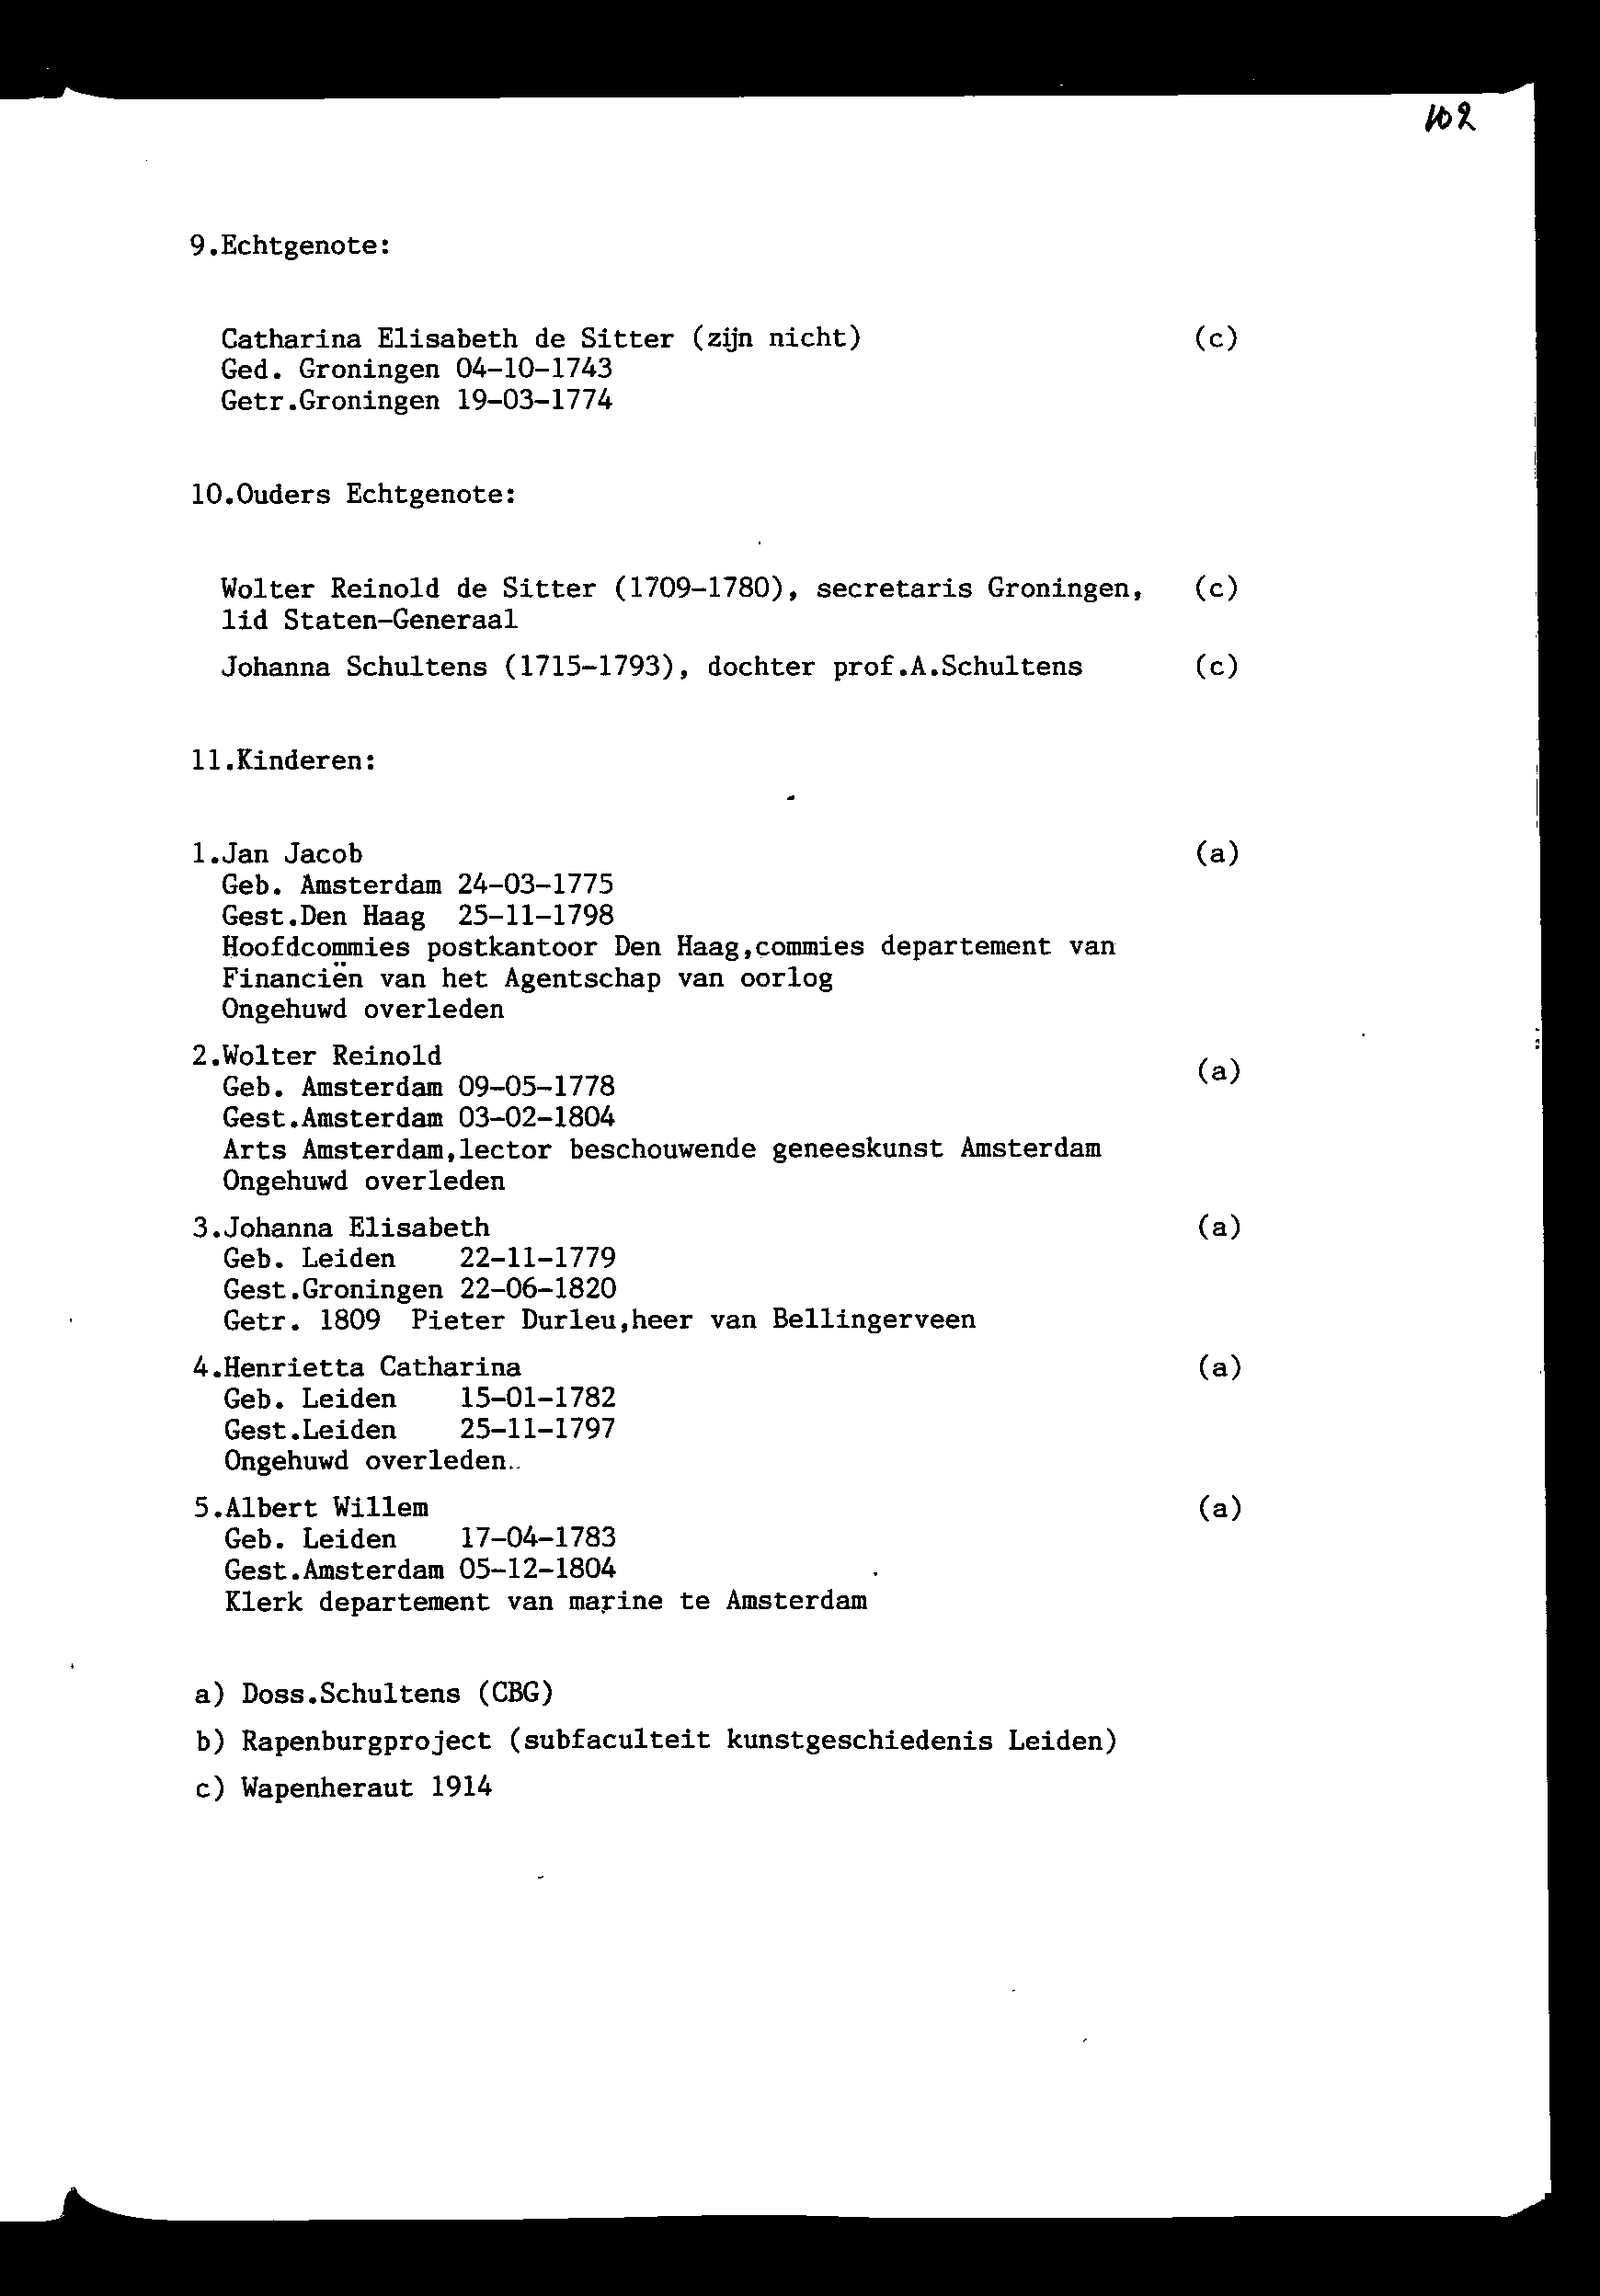 102
9.Echtgenote:
Catharina Elisabeth de Sitter (zijn nicht) (c)
Ged. Groningen 04-10-1743
Getr.Groningen 19-03-1774
10.Ouders Echtgenote:
Wolter Reinold de Sitter (1709-1780), secretaris Groningen, (c)
lid Staten-Generaal
Johanna Schultens (1715-1793), dochter prof.A.Schultens (c)
11.Kinderen:
1.Jan Jacob (a)
Geb. Amsterdam 24-03-1775
Gest.Den Haag 25-11-1798
Hoofdcommies postkantoor Den Haag,commies departement van
Financiën van het Agentschap van oorlog
Ongehuwd overleden
2.Wolter Reinold (a)
Geb. Amsterdam 09-05-1778
Gest.Amsterdam 03-02-1804
Arts Amsterdam,lector beschouwende geneeskunst Amsterdam
Ongehuwd overleden
3.Johanna Elisabeth (a)
Geb. Leiden 22-11-1779
Gest.Groningen 22-06-1820
Getr. 1809 Pieter Durleu,heer van Bellingerveen
4.Henrietta Catharina (a)
Geb. Leiden 15-01-1782
Gest.Leiden 25-11-1797
Ongehuwd overleden..
5.Albert Willem (a)
Geb. Leiden 17-04-1783
Gest.Amsterdam 05-12-1804
Klerk departement van marine te Amsterdam
a) Doss.Schultens (CBG)
b) Rapenburgproject (subfaculteit kunstgeschiedenis Leiden)
c) Wapenheraut 1914